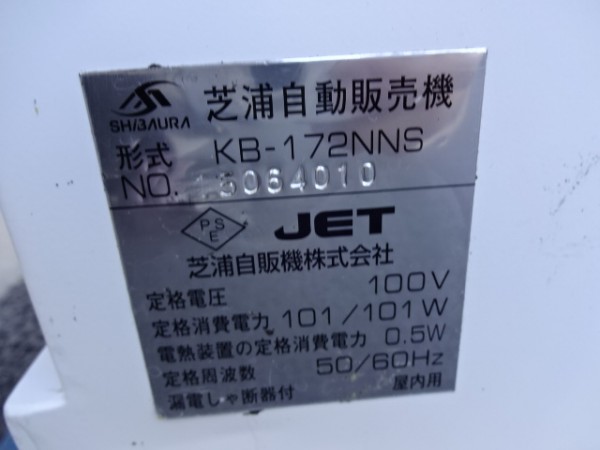 SHIBAURA 芝浦自動販売機
形式 KB-172NNS
NO. 15064010
PSE JET
芝浦自販機株式会社
定格電圧 100V
定格消費電力 101/101W
電熱装置の定格消費電力 0.5W
定格周波数 50/60Hz
漏電しゃ断器付 屋内用